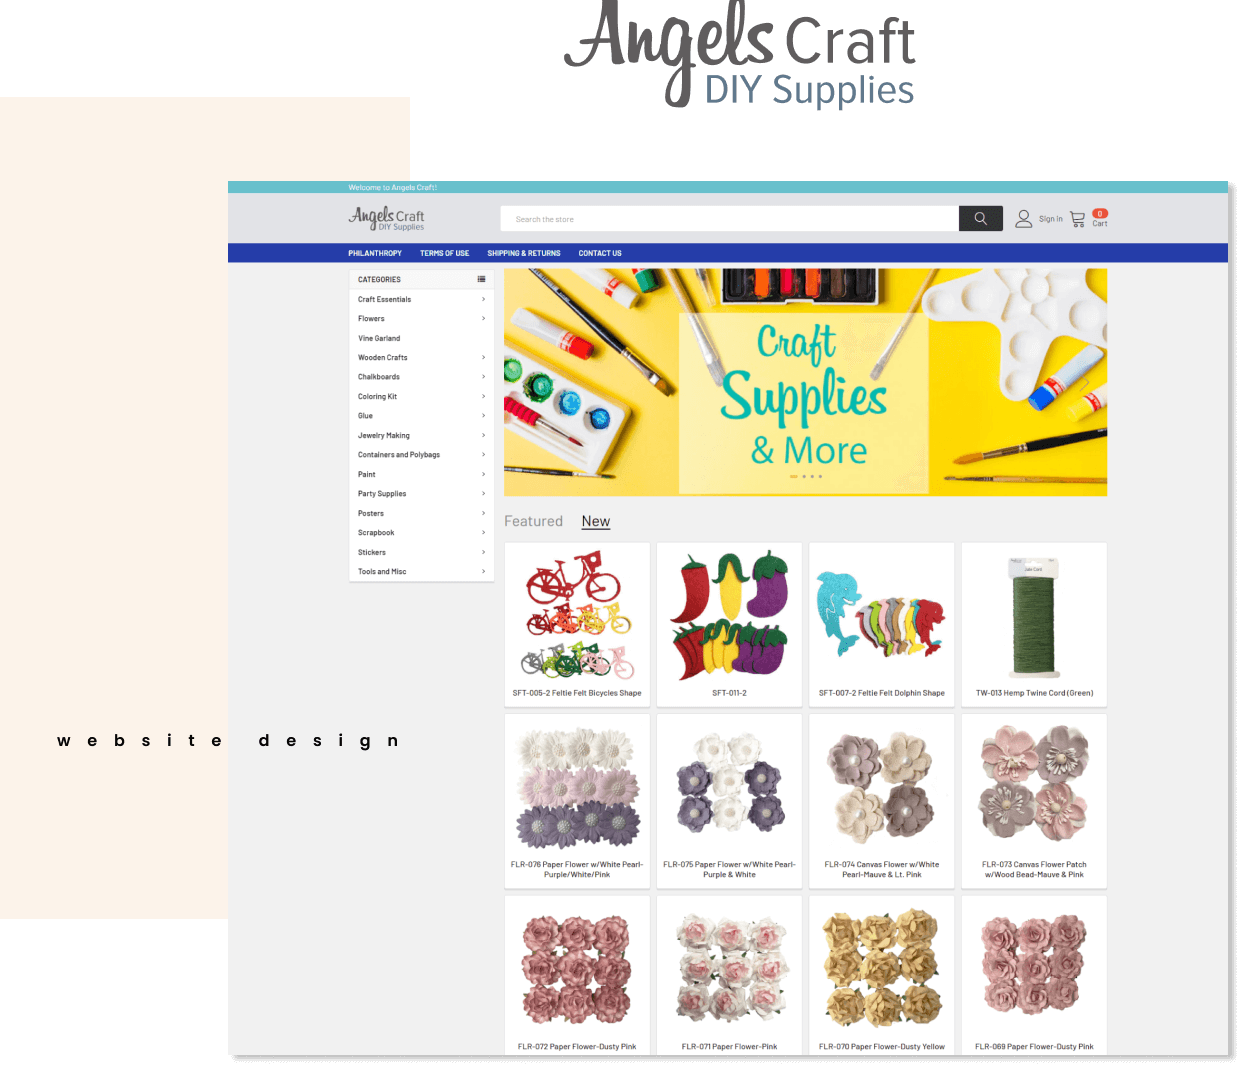 Angels Craft
DIY Supplies
Welcome to Angels Craft!
Angels Craft
DIY Supplies
Search the store
Sign in
0
Cart
PHILANTHROPY TERMS OF USE SHIPPING & RETURNS CONTACT US
CATEGORIES
Craft Essentials
Flowers
Vine Garland
Wooden Crafts
Chalkboards
Coloring Kit
Glue
Jewelry Making
Containers and Polybags
Paint
Party Supplies
Posters
Scrapbook
Stickers
Tools and Misc
Craft
Supplies
& More
Featured New
SFT-005-2 Feltie Felt Bicycles Shape
SFT-011-2
SFT-007-2 Feltie Felt Dolphin Shape
TW-013 Hemp Twine Cord (Green)
website design
FLR-076 Paper Flower w/White Pearl-
Purple/White/Pink
FLR-075 Paper Flower w/White Pearl-
Purple & White
FLR-074 Canvas Flower w/White
Pearl-Mauve & Lt. Pink
FLR-073 Canvas Flower Patch
w/Wood Bead-Mauve & Pink
FLR-072 Paper Flower-Dusty Pink
FLR-071 Paper Flower-Pink
FLR-070 Paper Flower-Dusty Yellow
FLR-069 Paper Flower-Dusty Pink